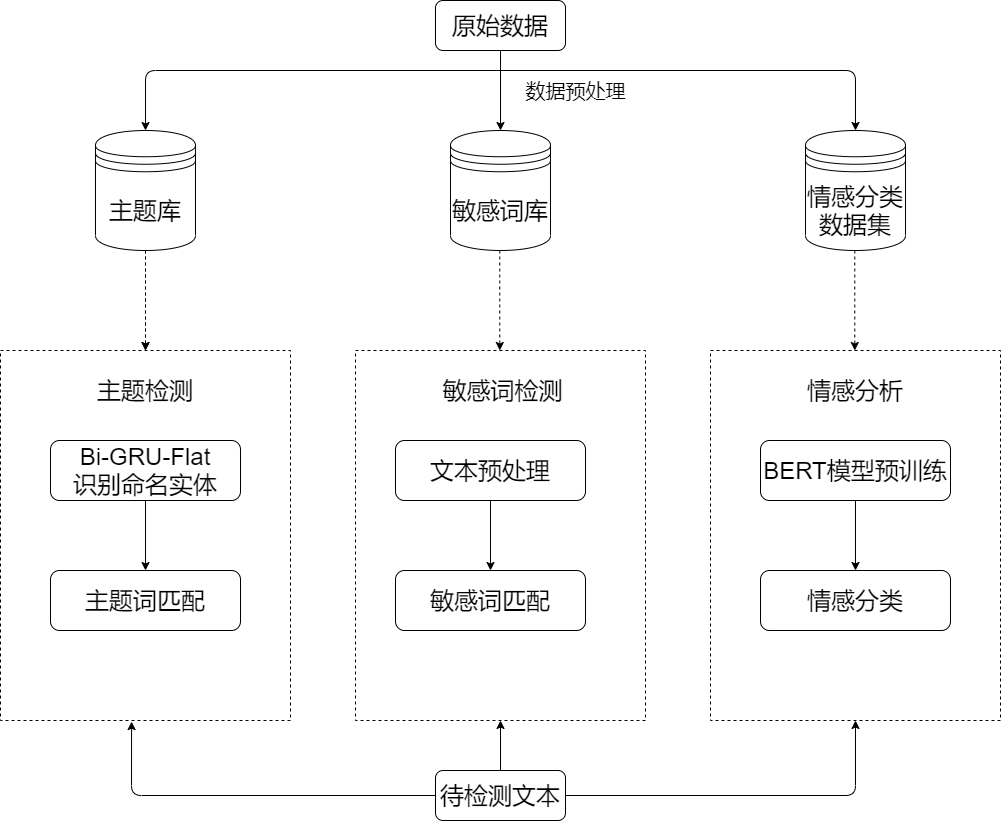 原始数据
数据预处理
主题库
敏感词库
情感分类
数据集
主题检测
敏感词检测
情感分析
Bi-GRU-Flat
识别命名实体
文本预处理
BERT模型预训练
主题词匹配
敏感词匹配
情感分类
待检测文本